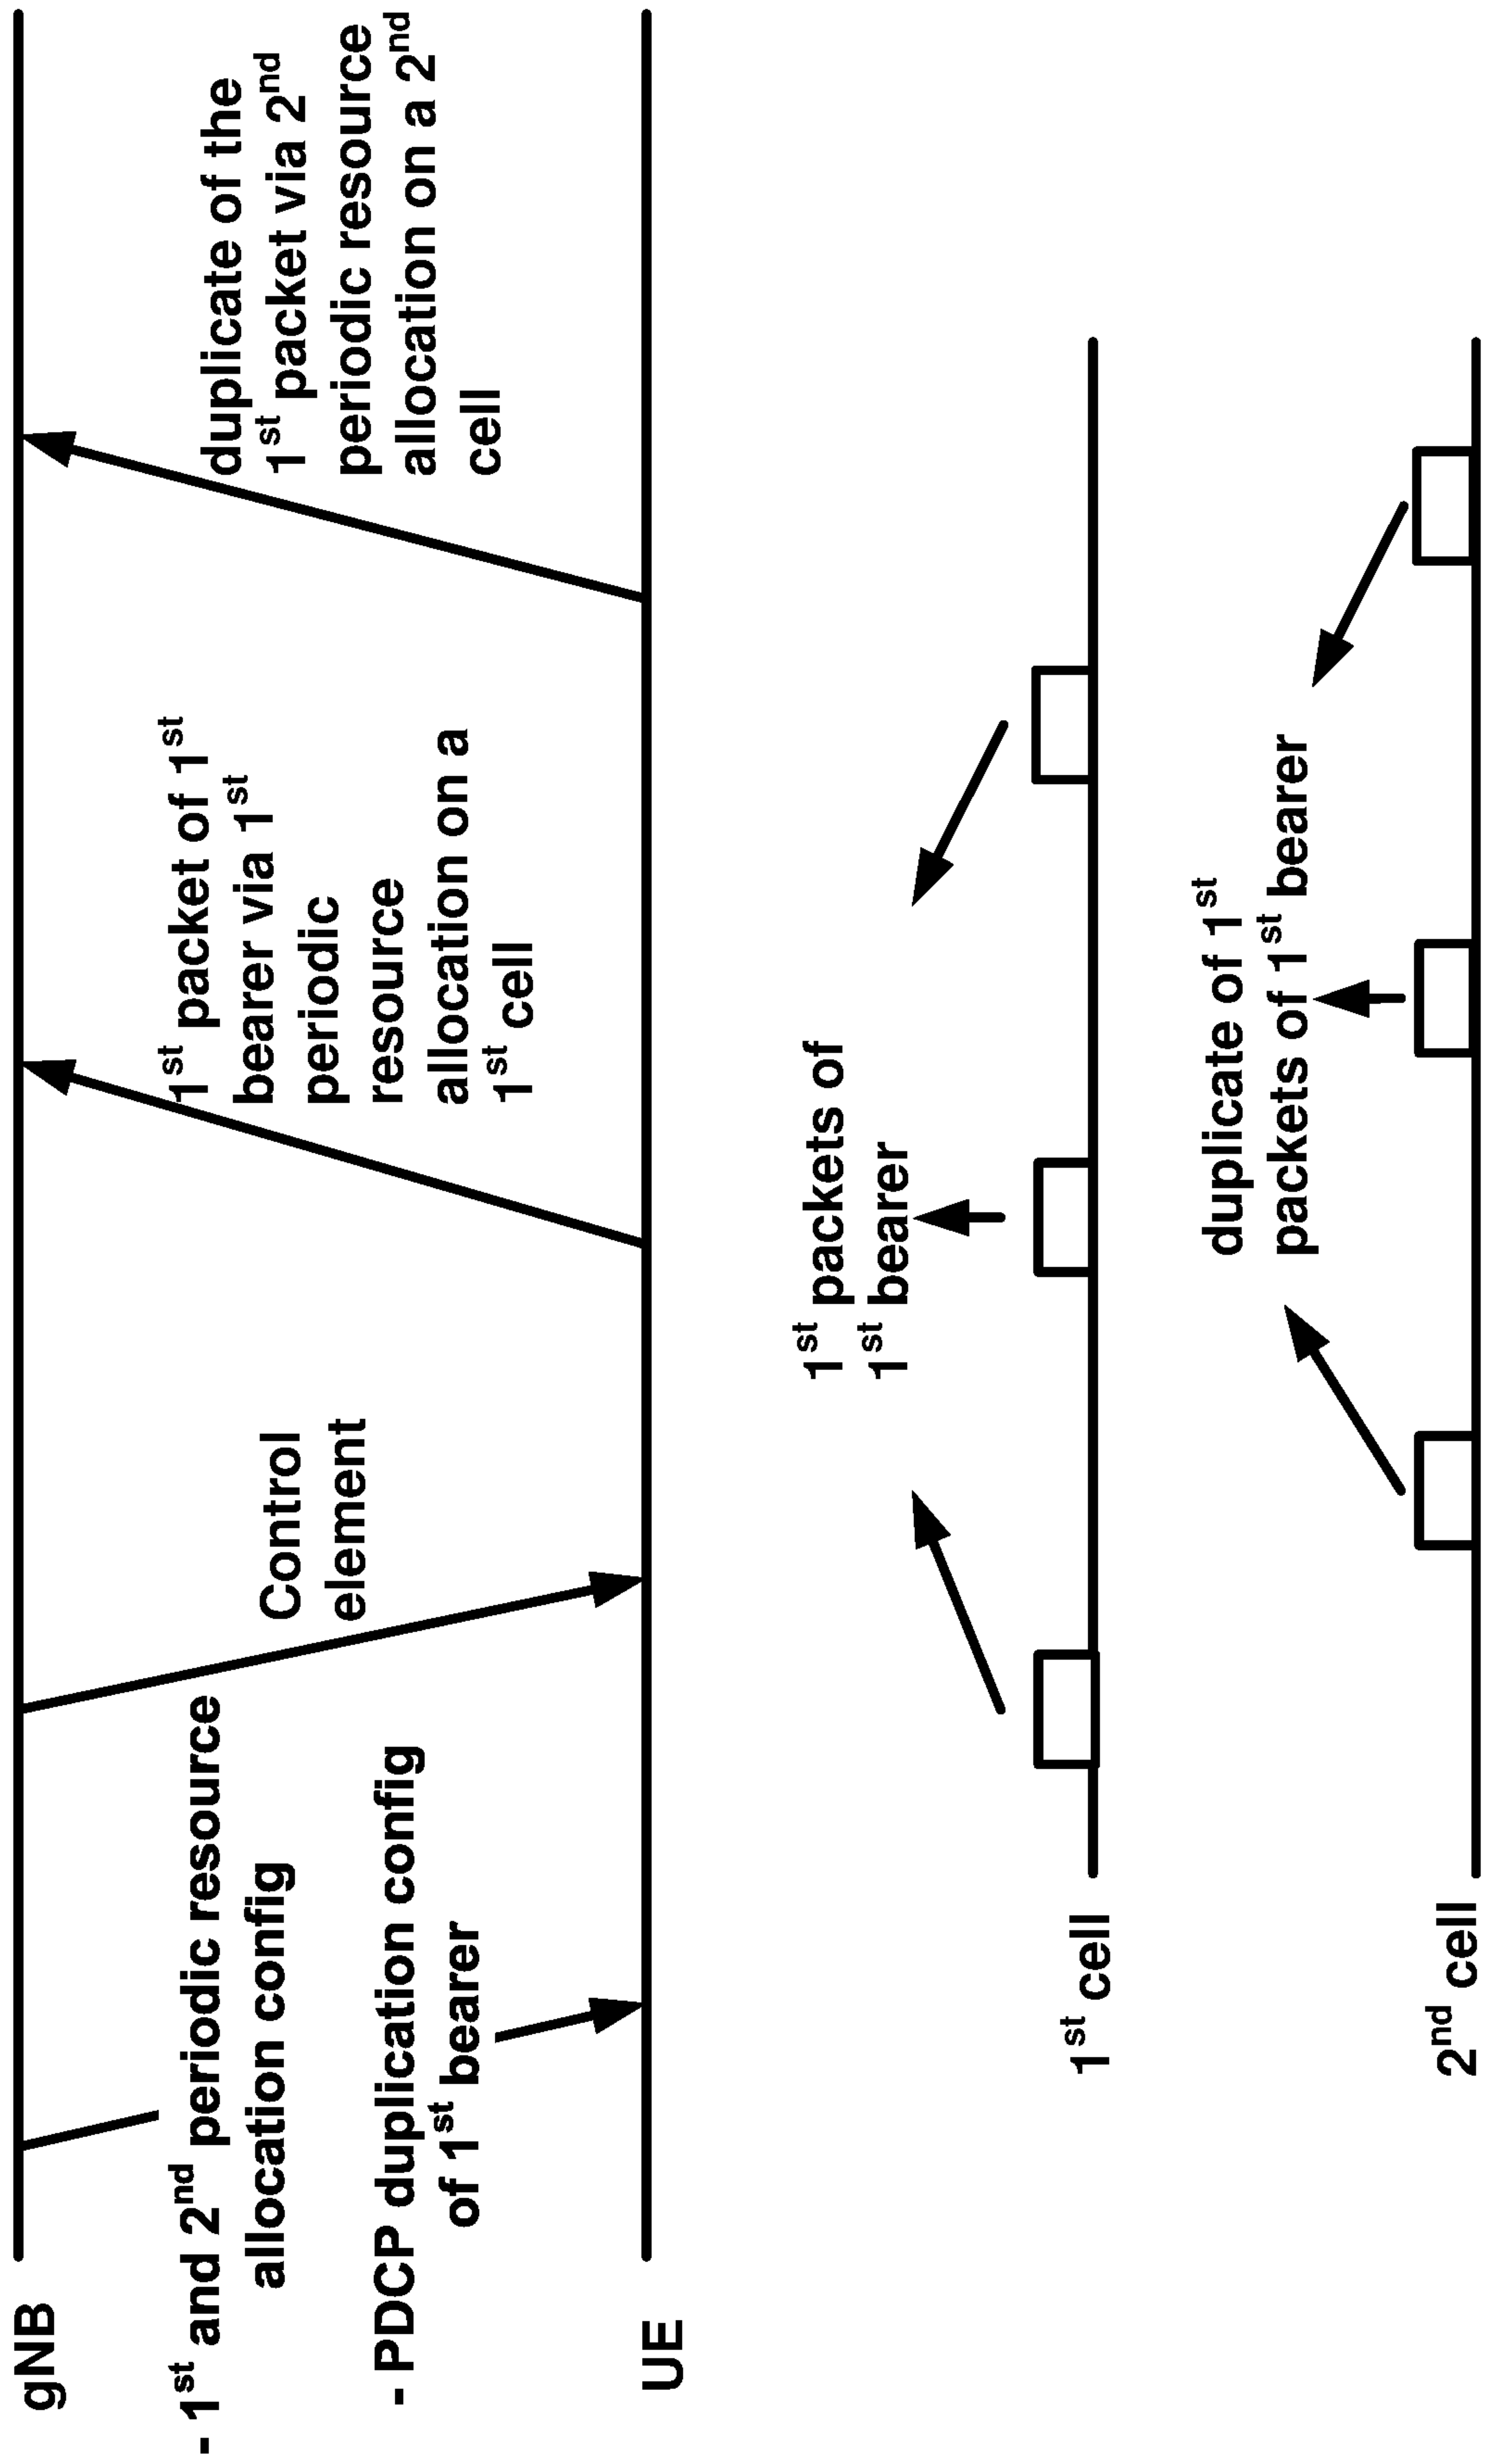 gNB
- 1st and 2nd periodic resource
allocation config
- PDCP duplication config
of 1st bearer
Control
element
1st packet of 1st
bearer via 1st
periodic
resource
allocation on a
1st cell
duplicate of the
1st packet via 2nd
periodic resource
allocation on a 2nd
cell
UE
1st packets of
1st bearer
1st cell
duplicate of 1st
packets of 1st bearer
2nd cell